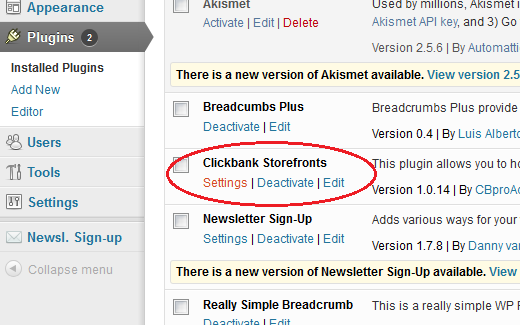 Appearance
Plugins 2
Installed Plugins
Add New
Editor
Users
Tools
Settings
Newsl. Sign-up
Collapse menu
Akismet
Activate | Edit | Delete
Used by millions, Akismet is
Akismet API key, and 3) Go
Version 2.5.6 | By Automatti
There is a new version of Akismet available. View version 2.5
Breadcumbs Plus
Deactivate | Edit
Breadcumbs Plus provide
Version 0.4 | By Luis Alberto
Clickbank Storefronts
Settings | Deactivate | Edit
This plugin allows you to ho
Version 1.0.14 | By CBproAd
Newsletter Sign-Up
Settings | Deactivate | Edit
Adds various ways for your
Version 1.7.8 | By Danny van
There is a new version of Newsletter Sign-Up available. View
Really Simple Breadcrumb
This is a really simple WP P